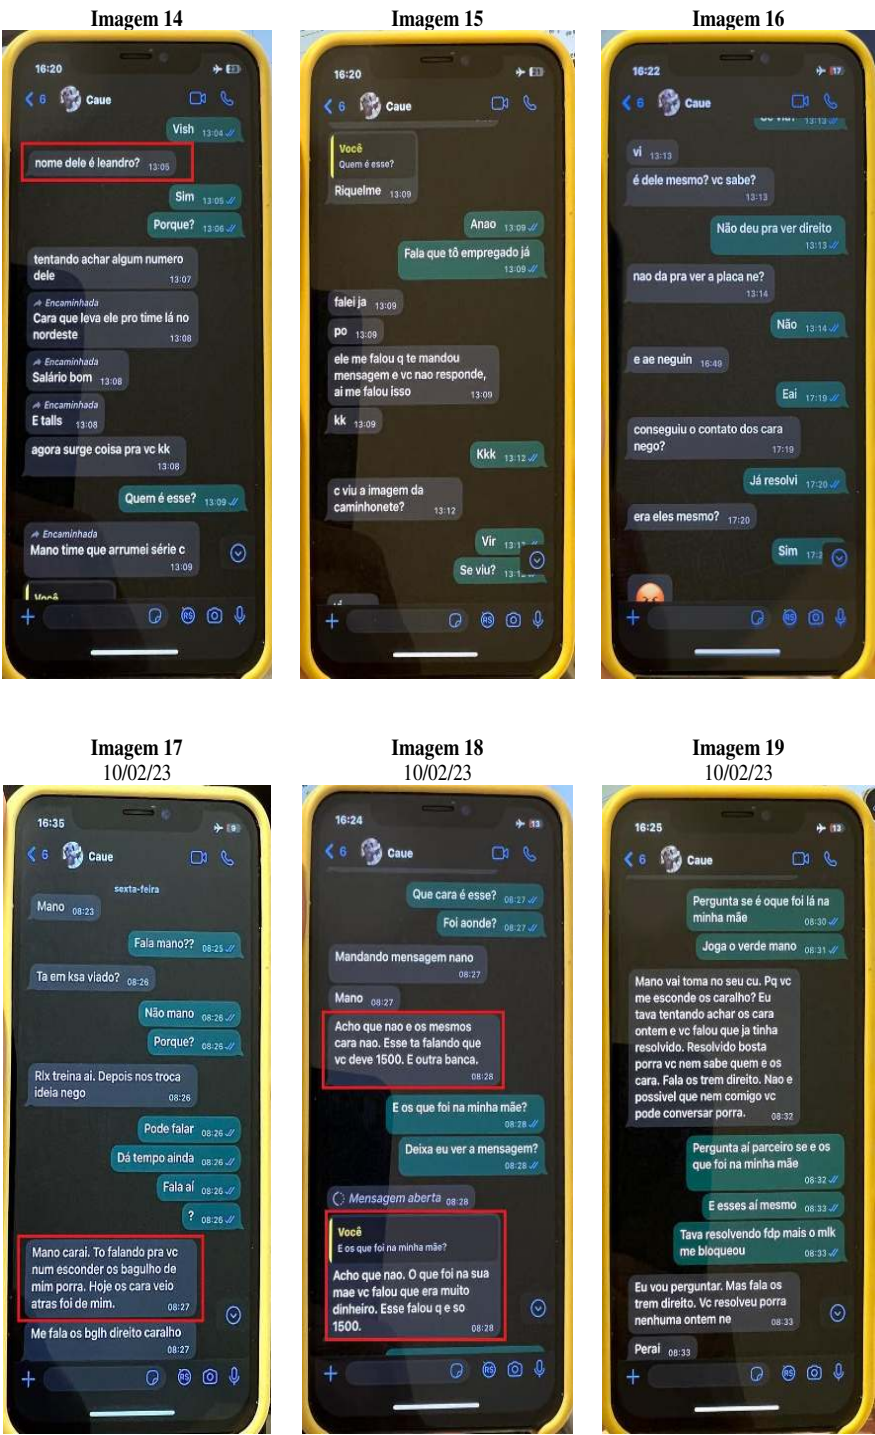 Imagem 14
16:20
6
Caue
Vish 13:04
nome dele é leandro? 13:05
Sim 13:05
Porque? 13:06
tentando achar algum numero
dele 13:07
Encaminhada
Cara que leva ele pro time lá no
nordeste 13:08
Encaminhada
Salário bom 13:08
Encaminhada
E talls 13:08
agora surge coisa pra vc kk
13:08
Quem é esse? 13:09
Encaminhada
Mano time que arrumei série c
13:09
Você
Imagem 15
16:20
6
Caue
Você
Quem é esse?
Riquelme 13:09
Anao 13:09
Fala que tô empregado já
13:09
falei ja 13:09
po 13:09
ele me falou q te mandou
mensagem e vc nao responde,
ai me falou isso 13:09
kk 13:09
Kkk 13:12
c viu a imagem da
caminhonete? 13:12
Vir
Se viu?
Imagem 16
16:22
17
6
Caue
Se viu? 13:13
vi 13:13
é dele mesmo? vc sabe?
13:13
Não deu pra ver direito
13:13
nao da pra ver a placa ne?
13:14
Não 13:14
e ae neguin 16:49
Eai 17:19
conseguiu o contato dos cara
nego? 17:19
Já resolvi 17:20
era eles mesmo? 17:20
Sim
Imagem 17
10/02/23
16:35
9
6
Caue
sexta-feira
Mano 08:23
Fala mano?? 08:25
Ta em ksa viado? 08:26
Não mano 08:26
Porque? 08:26
Rlx treina ai. Depois nos troca
ideia nego 08:26
Pode falar 08:26
Dá tempo ainda 08:26
Fala aí 08:26
? 08:26
Mano carai. To falando pra vc
num esconder os bagulho de
mim porra. Hoje os cara veio
atras foi de mim. 08:27
Me fala os bglh direito caralho
08:27
Imagem 18
10/02/23
16:24
13
6
Caue
Que cara é esse? 08:27
Foi aonde? 08:27
Mandando mensagem nano
08:27
Mano 08:27
Acho que nao e os mesmos
cara nao. Esse ta falando que
vc deve 1500. E outra banca.
08:28
E os que foi na minha mãe?
08:28
Deixa eu ver a mensagem?
08:28
Mensagem aberta 08:28
Você
E os que foi na minha mãe?
Acho que nao. O que foi na sua
mae vc falou que era muito
dinheiro. Esse falou q e so
1500. 08:28
Imagem 19
10/02/23
16:25
13
6
Caue
Pergunta se é oque foi lá na
minha mãe 08:30
Joga o verde mano 08:31
Mano vai toma no seu cu. Pq vc
me esconde os caralho? Eu
tava tentando achar os cara
ontem e vc falou que ja tinha
resolvido. Resolvido bosta
porra vc nem sabe quem e os
cara. Fala os trem direito. Nao e
possivel que nem comigo vc
pode conversar porra. 08:32
Pergunta aí parceiro se e os
que foi na minha mãe
08:32
E esses aí mesmo 08:33
Tava resolvendo fdp mais o mlk
me bloqueou 08:33
Eu vou perguntar. Mas fala os
trem direito. Vc resolveu porra
nenhuma ontem ne 08:33
Perai 08:33